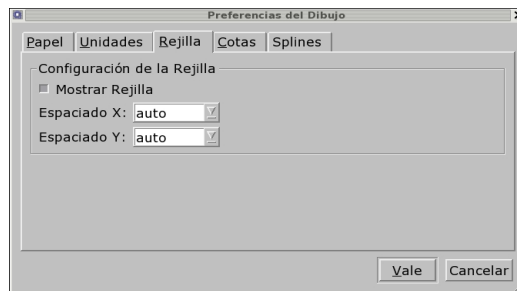 Preferencias del Dibujo
Papel Unidades Rejilla Cotas Splines
Configuración de la Rejilla
Mostrar Rejilla
Espaciado X: auto
Espaciado Y: auto
Vale Cancelar